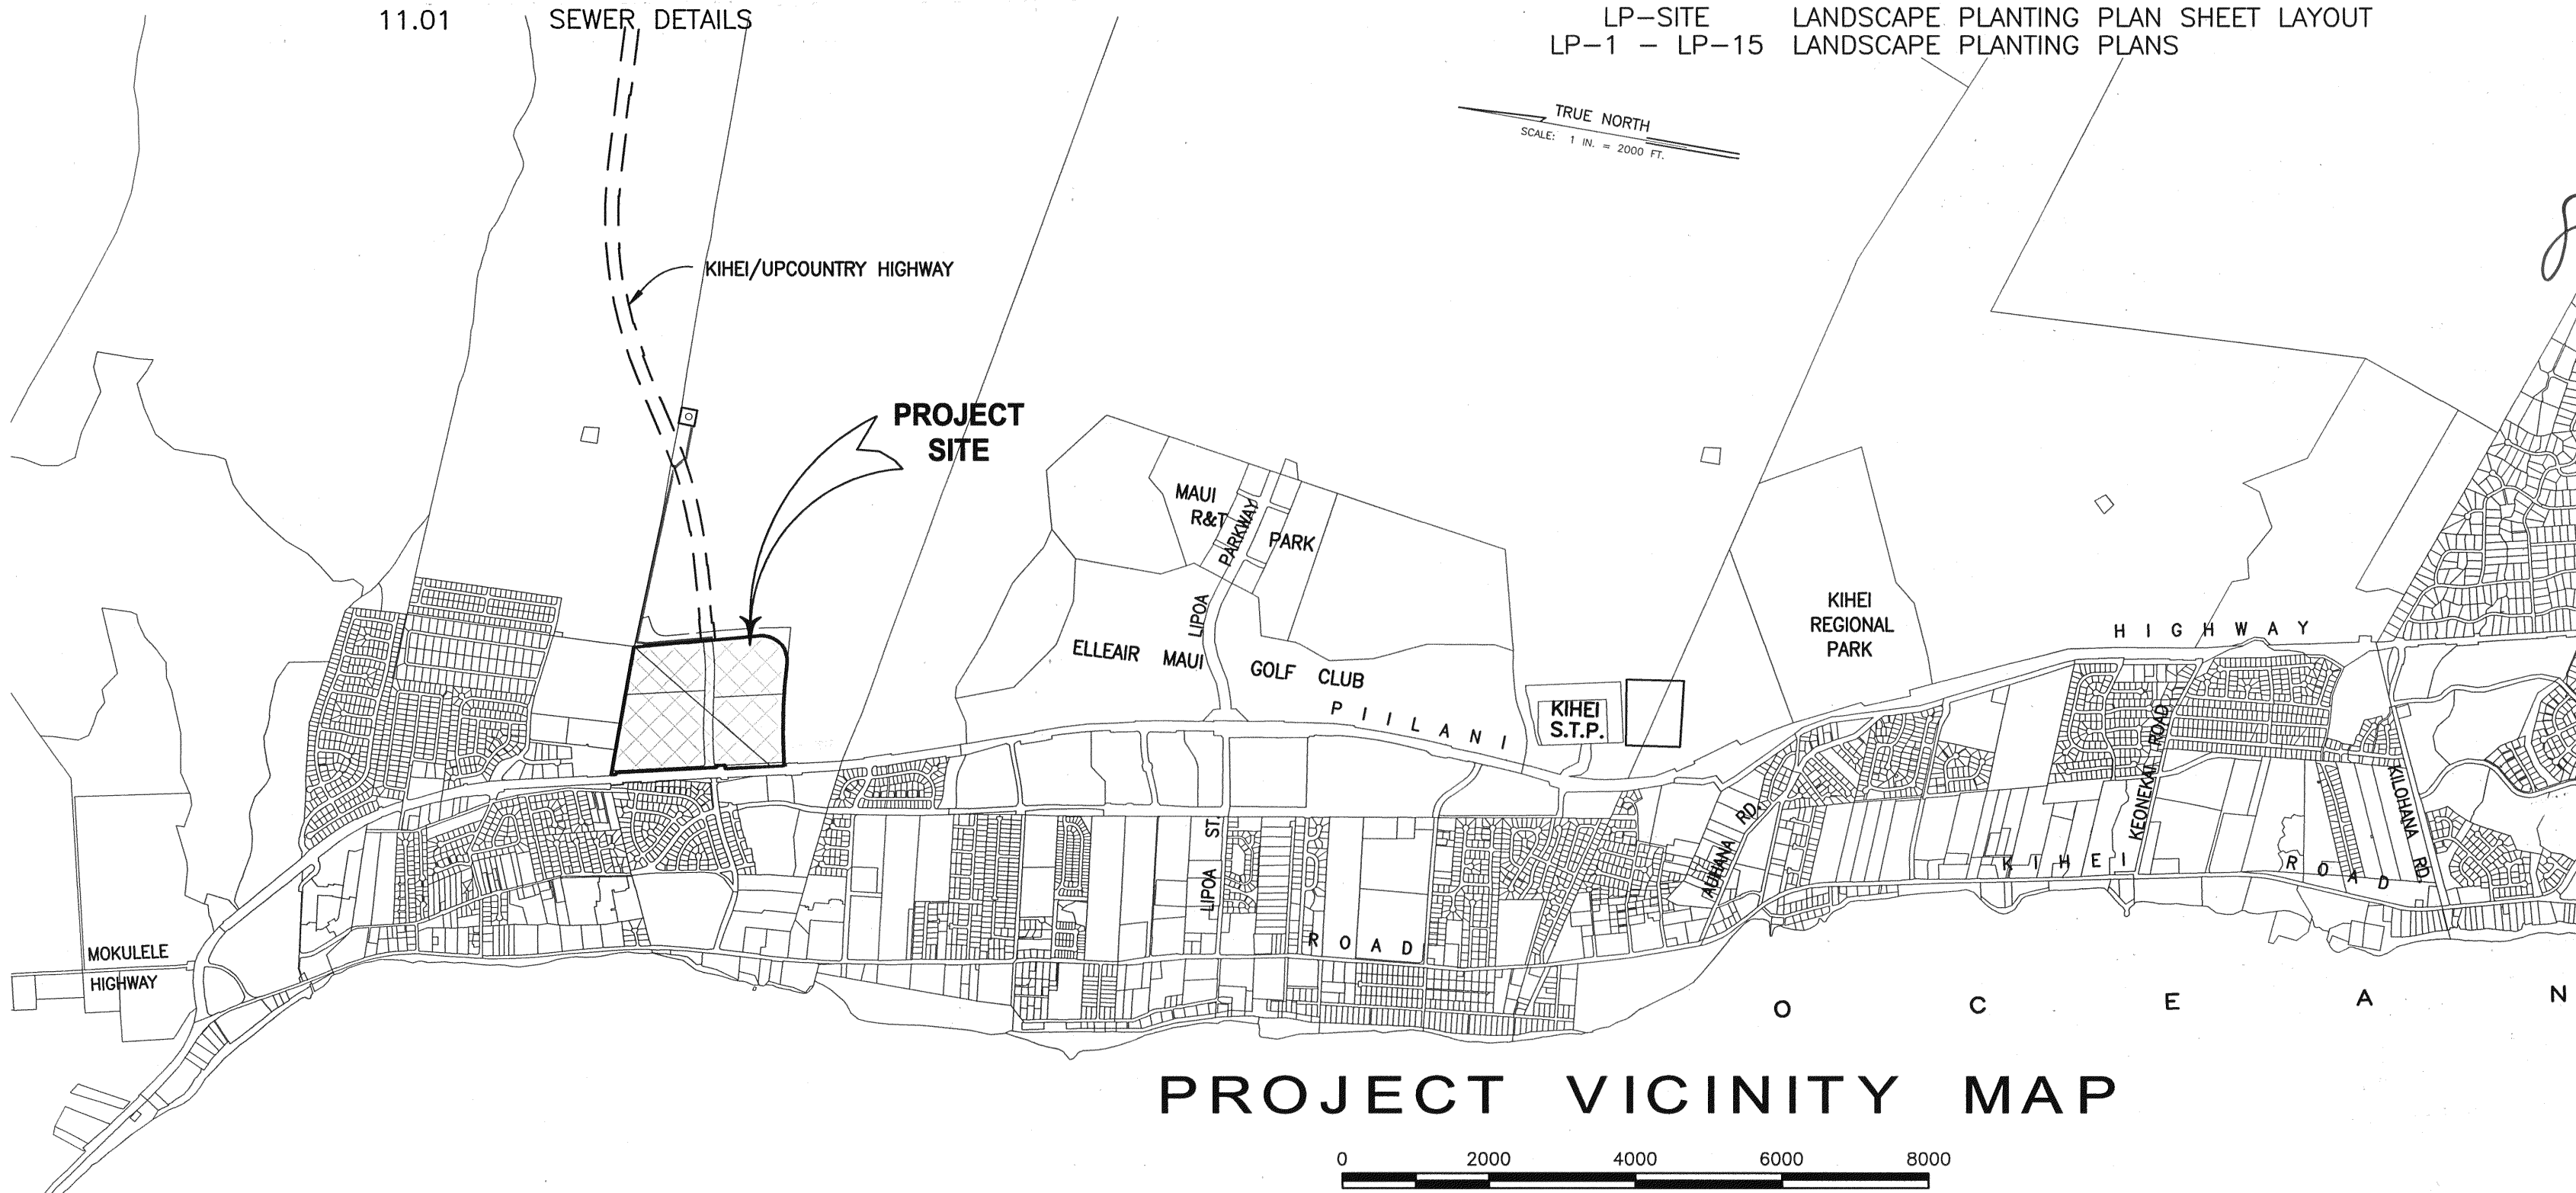 11.01 SEWER DETAILS
LP-SITE LANDSCAPE PLANTING PLAN SHEET LAYOUT
LP-1 - LP-15 LANDSCAPE PLANTING PLANS
TRUE NORTH
SCALE: 1 IN. = 2000 FT.
KIHEI/UPCOUNTRY HIGHWAY
PROJECT
SITE
MAUI
R&T
PARKWAY
PARK
LIPOA
ELLEAIR MAUI
GOLF CLUB
PIILANI
HIGHWAY
KIHEI
S.T.P.
KIHEI
REGIONAL
PARK
KEONEKAI ROAD
KILOHANA RD.
AUHANA RD.
LIPOA ST.
KIHEI
ROAD
ROAD
MOKULELE
HIGHWAY
OCEAN
PROJECT VICINITY MAP
0 2000 4000 6000 8000